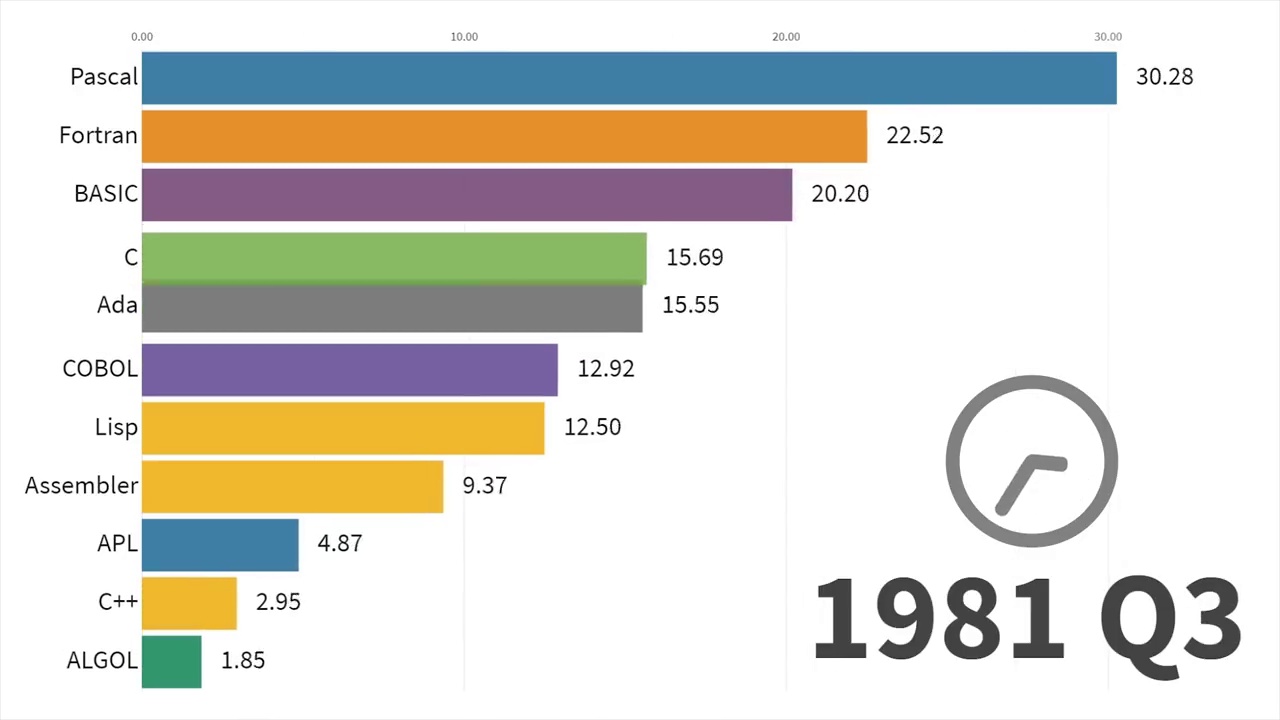 0.00 10.00 20.00 30.00
Pascal 30.28
Fortran 22.52
BASIC 20.20
C 15.69
Ada 15.55
COBOL 12.92
Lisp 12.50
Assembler 9.37
APL 4.87
C++ 2.95
ALGOL 1.85
1981 Q3